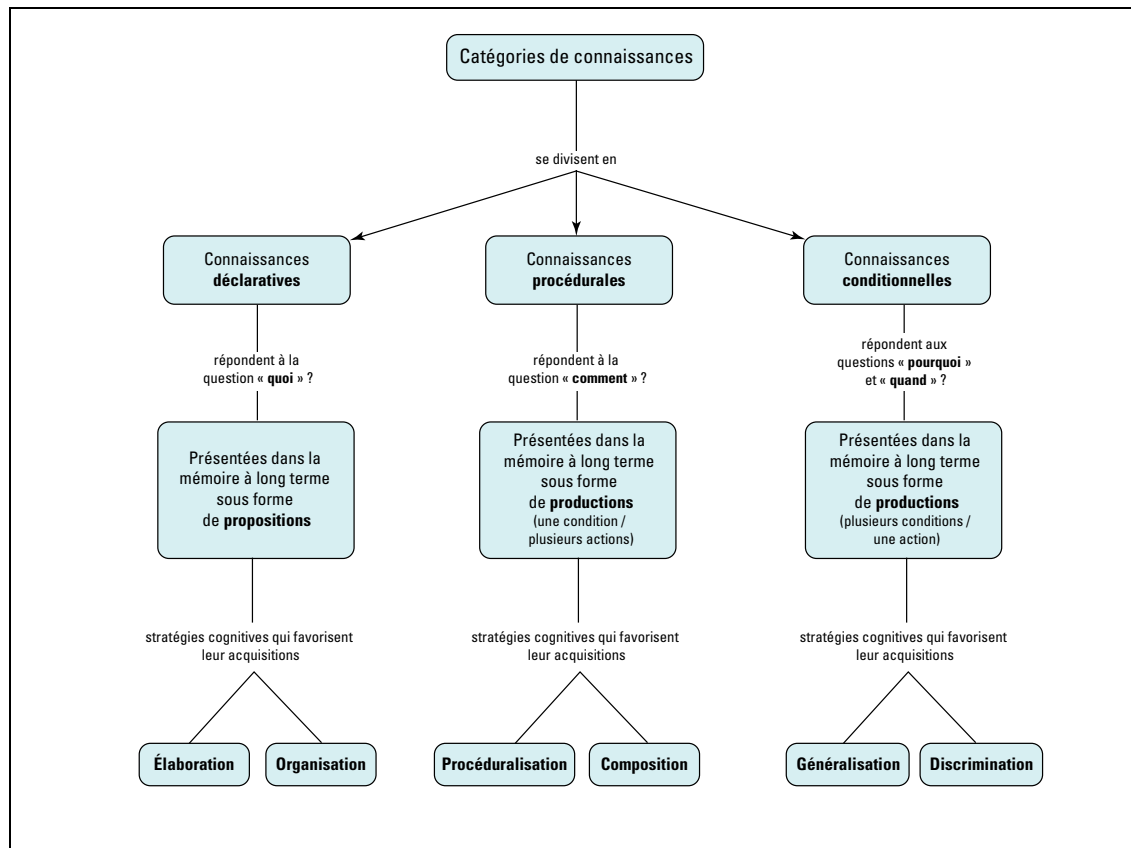 Catégories de connaissances
se divisent en
Connaissances
déclaratives
répondent à la
question « quoi » ?
Présentées dans la
mémoire à long terme
sous forme
de propositions
stratégies cognitives qui favorisent
leur acquisitions
Élaboration
Organisation
Connaissances
procédurales
répondent à la
question « comment » ?
Présentées dans la
mémoire à long terme
sous forme
de productions
(une condition /
plusieurs actions)
stratégies cognitives qui favorisent
leur acquisitions
Procéduralisation
Composition
Connaissances
conditionnelles
répondent aux
questions « pourquoi »
et « quand » ?
Présentées dans la
mémoire à long terme
sous forme
de productions
(plusieurs conditions /
une action)
stratégies cognitives qui favorisent
leur acquisitions
Généralisation
Discrimination